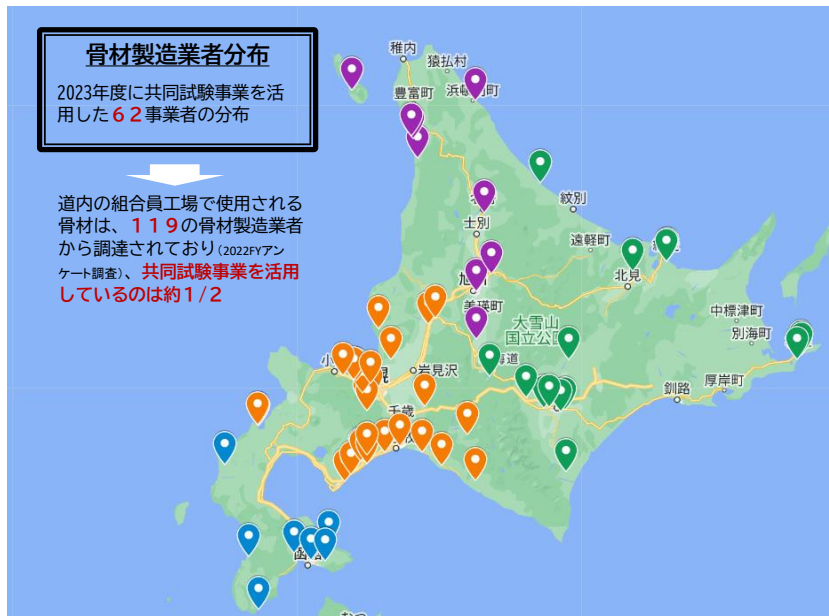 骨材製造業者分布
2023年度に共同試験事業を活
用した62事業者の分布
道内の組合員工場で使用される
骨材は、119の骨材製造業者
から調達されており(2022FYアン
ケート調査)、共同試験事業を活用
しているのは約1/2
稚内
猿払村
豊富町
紋別
士別
遠軽町
北見
美瑛町
大雪山
国立公
中標津町
別海町
岩見沢
釧路
厚岸町
千歳